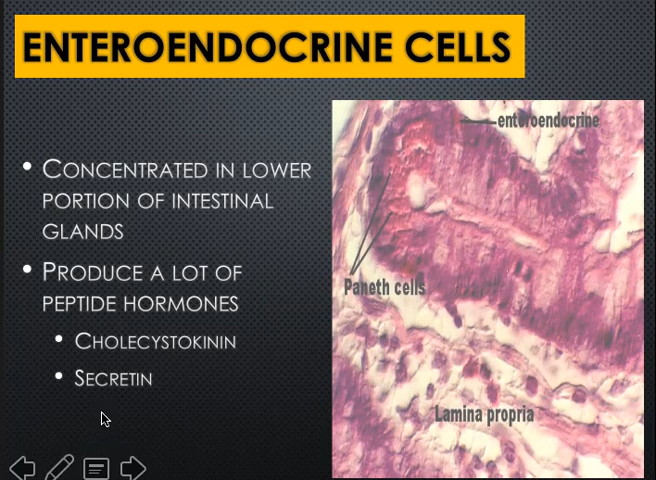 ENTEROENDOCRINE CELLS
• CONCENTRATED IN LOWER
PORTION OF INTESTINAL
GLANDS
• PRODUCE A LOT OF
PEPTIDE HORMONES
• CHOLECYSTOKININ
• SECRETIN
enteroendocrine
Paneth cells
Lamina propria